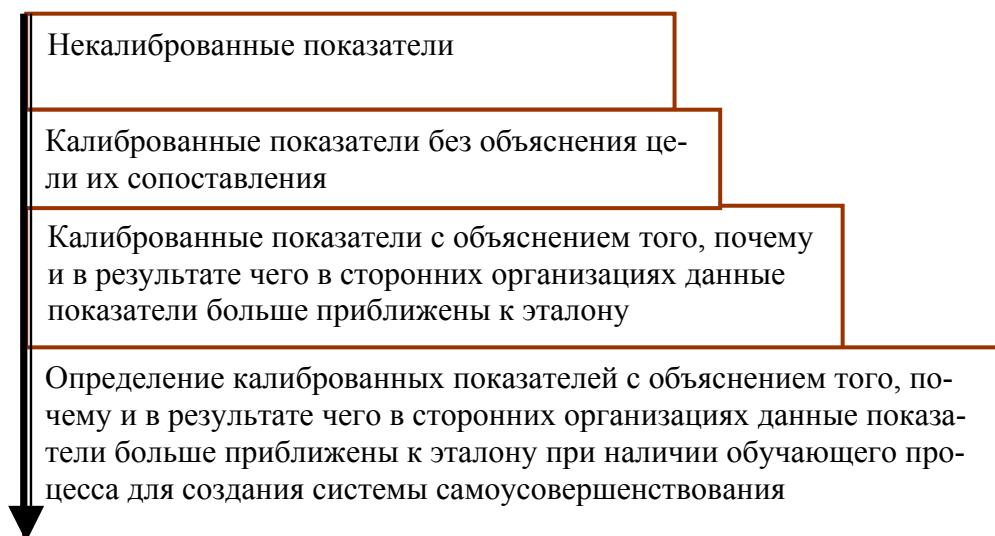 Некалиброванные показатели
Калиброванные показатели без объяснения це-
ли их сопоставления
Калиброванные показатели с объяснением того, почему
и в результате чего в сторонних организациях данные
показатели больше приближены к эталону
Определение калиброванных показателей с объяснением того, по-
чему и в результате чего в сторонних организациях данные показа-
тели больше приближены к эталону при наличии обучающего про-
цесса для создания системы самоусовершенствования